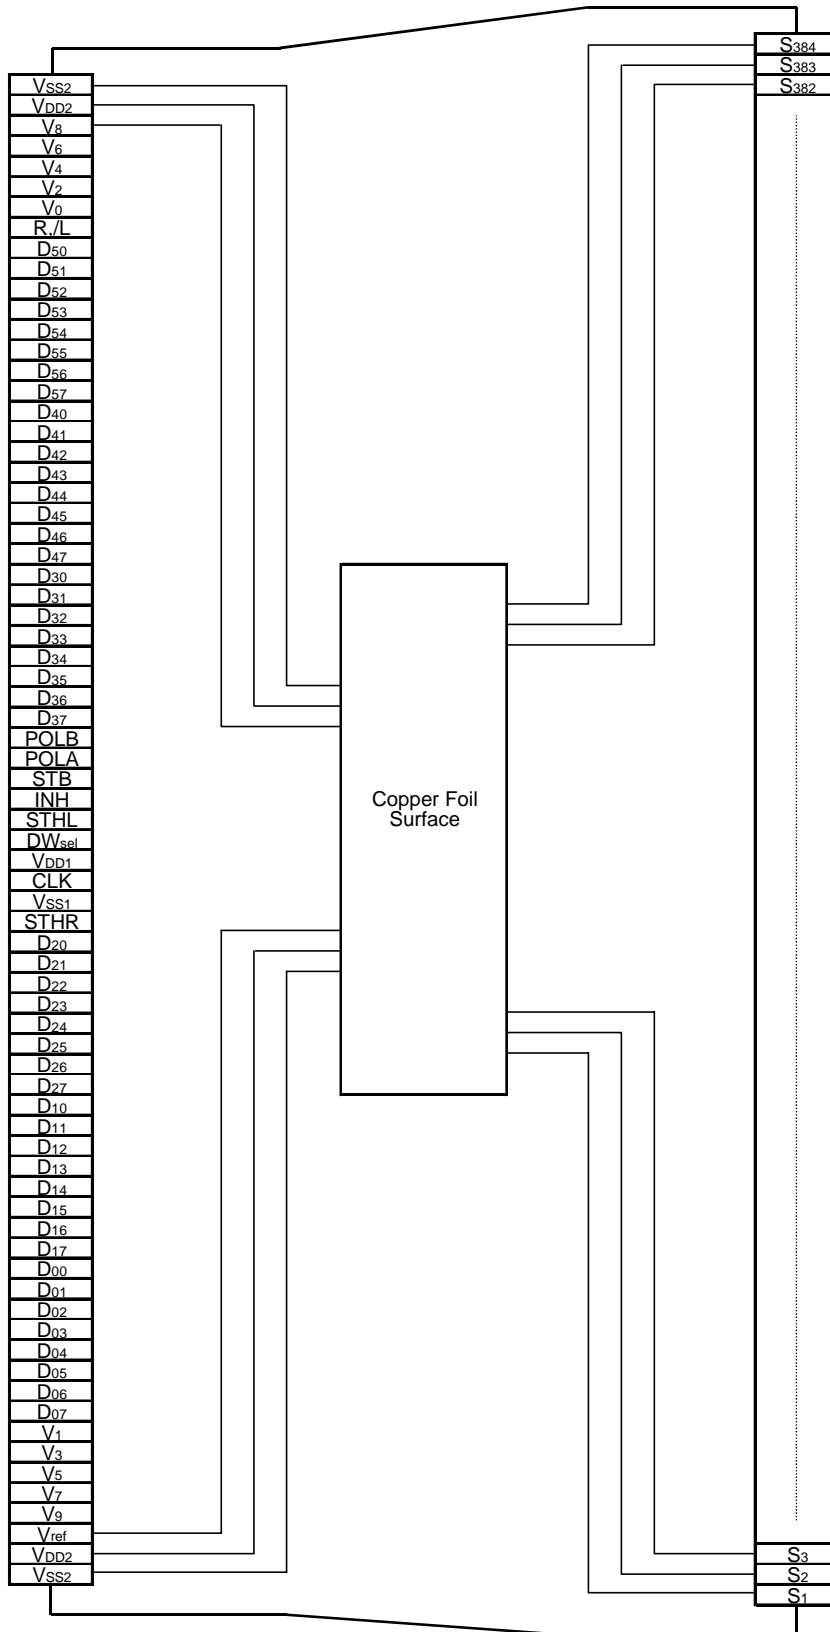 VSS2
VDD2
V8
V6
V4
V2
V0
R,/L
D50
D51
D52
D53
D54
D55
D56
D57
D40
D41
D42
D43
D44
D45
D46
D47
D30
D31
D32
D33
D34
D35
D36
D37
POLB
POLA
STB
INH
STHL
DWsel
VDD1
CLK
VSS1
STHR
D20
D21
D22
D23
D24
D25
D26
D27
D10
D11
D12
D13
D14
D15
D16
D17
D00
D01
D02
D03
D04
D05
D06
D07
V1
V3
V5
V7
V9
Vref
VDD2
VSS2
Copper Foil
Surface
S384
S383
S382
S3
S2
S1